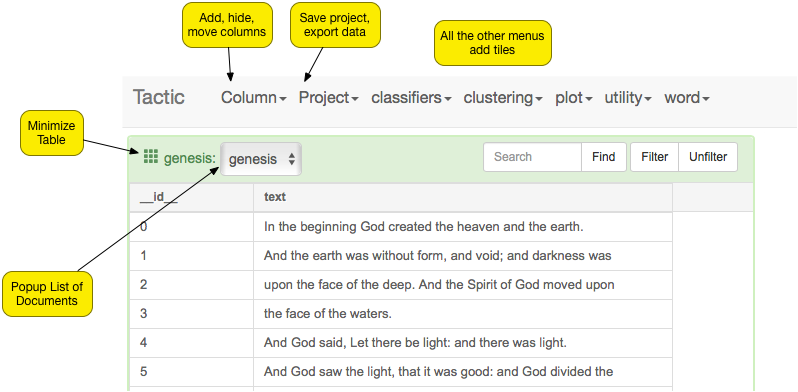 Add, hide,
move columns
Save project,
export data
All the other menus
add tiles
Tactic Column Project classifiers clustering plot utility word
Minimize
Table
genesis: genesis Search Find Filter Unfilter
__id__ text
0 In the beginning God created the heaven and the earth.
1 And the earth was without form, and void; and darkness was
2 upon the face of the deep. And the Spirit of God moved upon
3 the face of the waters.
4 And God said, Let there be light: and there was light.
5 And God saw the light, that it was good: and God divided the
Popup List of
Documents